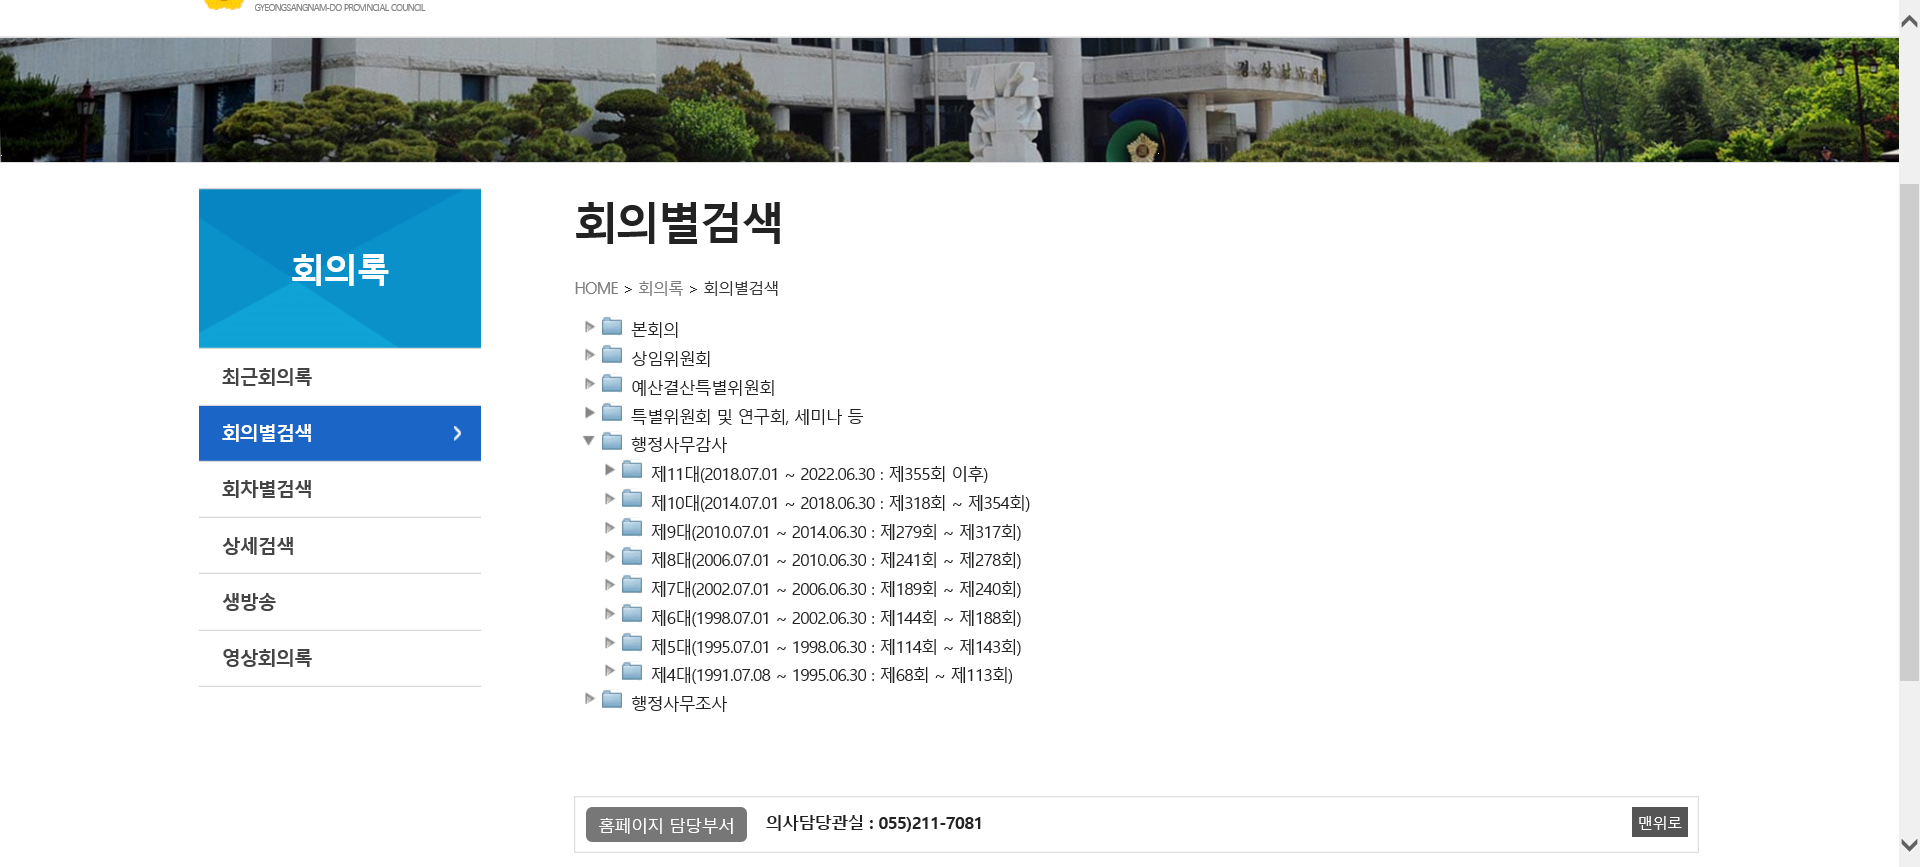 GYEONGSANGNAM-DO PROVINCIAL COUNCIL
회의록
최근회의록
회의별검색
회차별검색
상세검색
생방송
영상회의록
회의별검색
HOME > 회의록 > 회의별검색
본회의
상임위원회
예산결산특별위원회
특별위원회 및 연구회, 세미나 등
행정사무감사
제11대(2018.07.01 ~ 2022.06.30 : 제355회 이후)
제10대(2014.07.01 ~ 2018.06.30 : 제318회 ~ 제354회)
제9대(2010.07.01 ~ 2014.06.30 : 제279회 ~ 제317회)
제8대(2006.07.01 ~ 2010.06.30 : 제241회 ~ 제278회)
제7대(2002.07.01 ~ 2006.06.30 : 제189회 ~ 제240회)
제6대(1998.07.01 ~ 2002.06.30 : 제144회 ~ 제188회)
제5대(1995.07.01 ~ 1998.06.30 : 제114회 ~ 제143회)
제4대(1991.07.08 ~ 1995.06.30 : 제68회 ~ 제113회)
행정사무조사
홈페이지 담당부서 의사담당관실 : 055)211-7081 맨위로